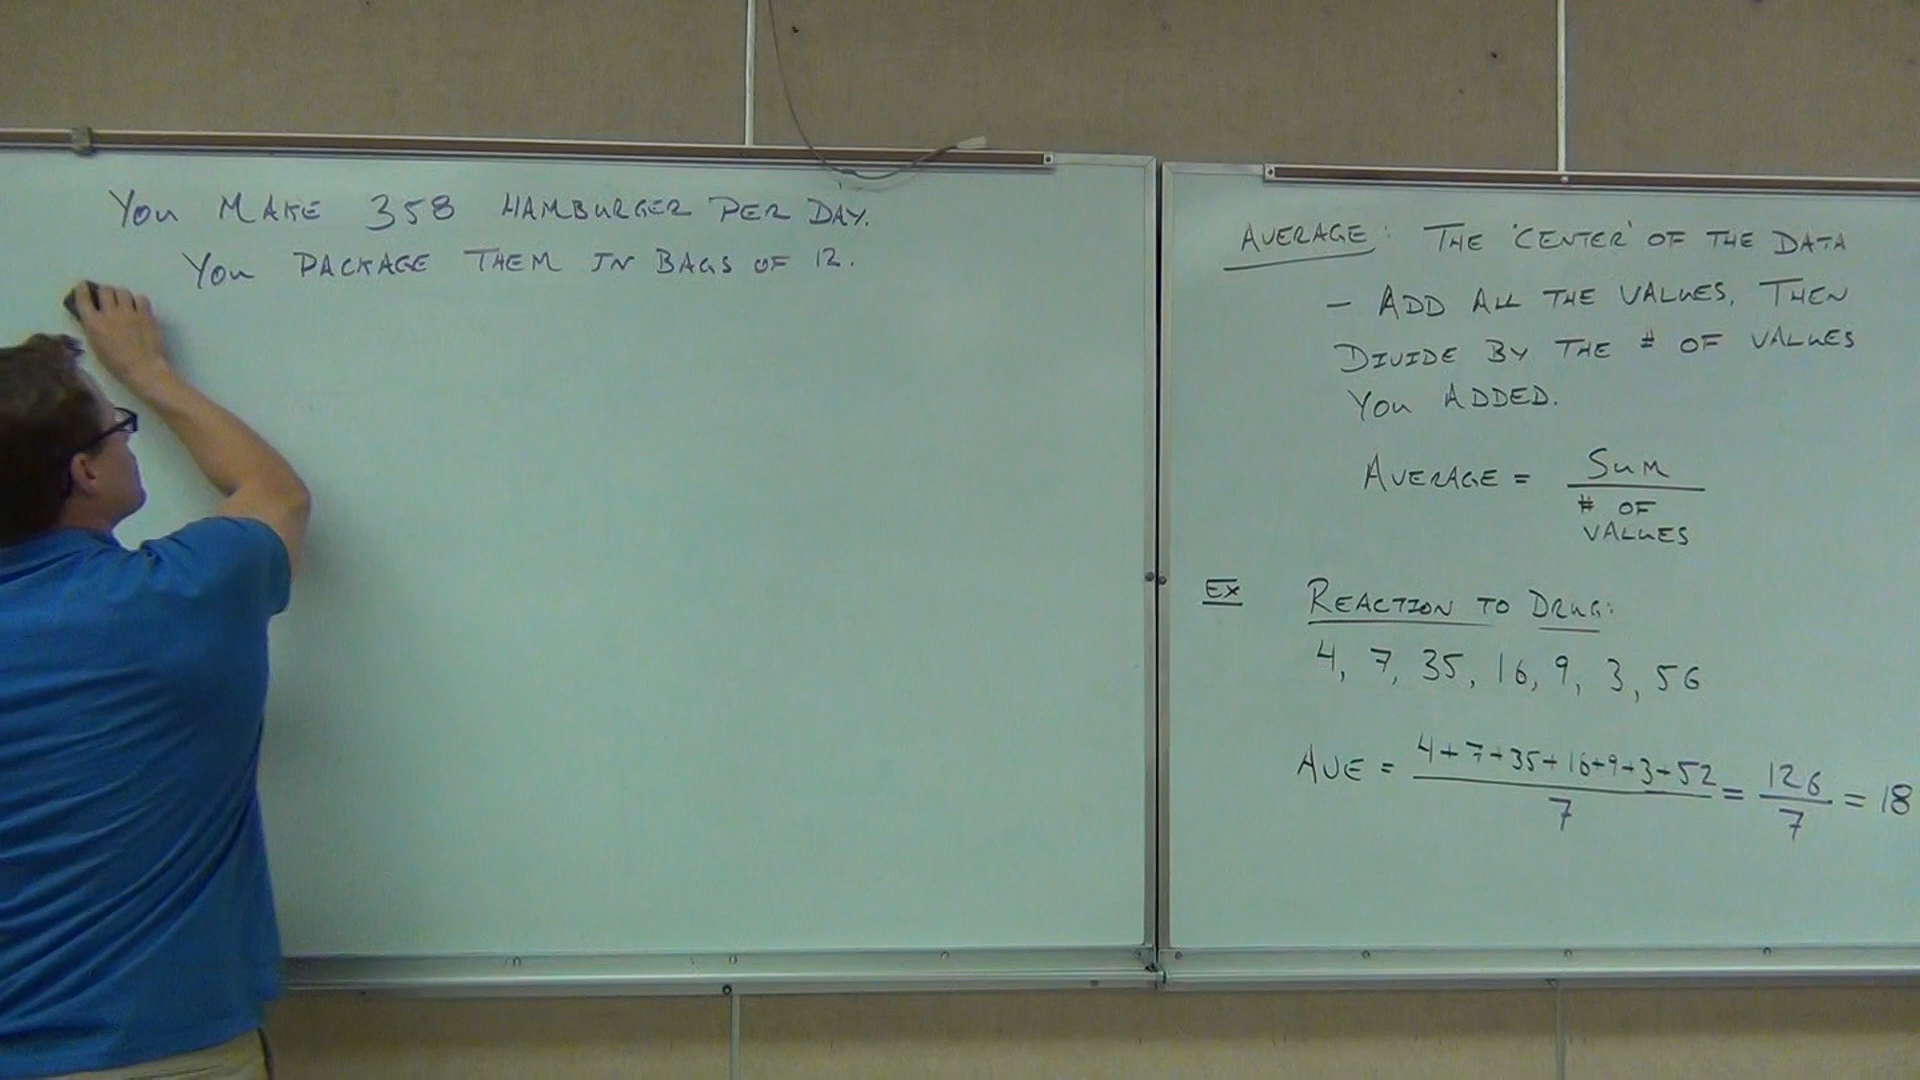 YOU MAKE 358 HAMBURGER PER DAY.
YOU PACKAGE THEM IN BAGS OF 12.
AVERAGE: THE 'CENTER' OF THE DATA
- ADD ALL THE VALUES, THEN
DIVIDE BY THE # OF VALUES
YOU ADDED.
AVERAGE = SUM
# OF
VALUES
EX REACTION TO DRUG:
4, 7, 35, 16, 9, 3, 56
AVE = 4+7+35+16+9+3+52 / 7 = 126 / 7 = 18